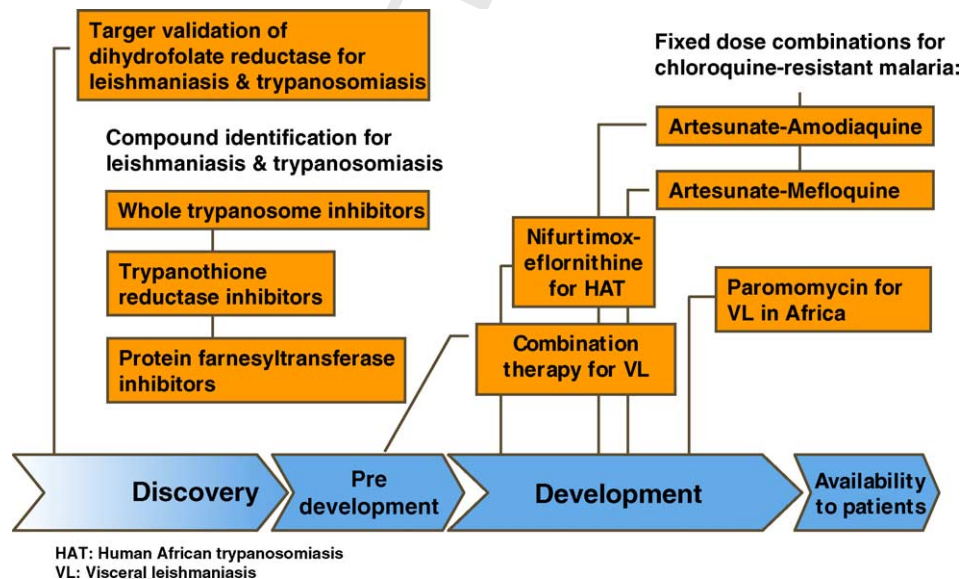 Targer validation of
dihydrofolate reductase for
leishmaniasis & trypanosomiasis
Compound identification for
leishmaniasis & trypanosomiasis
Whole trypanosome inhibitors
Trypanothione
reductase inhibitors
Protein farnesyltransferase
inhibitors
Fixed dose combinations for
chloroquine-resistant malaria:
Artesunate-Amodiaquine
Artesunate-Mefloquine
Nifurtimox-
eflornithine
for HAT
Combination
therapy for VL
Paromomycin for
VL in Africa
Discovery
Pre
development
Development
Availability
to patients
HAT: Human African trypanosomiasis
VL: Visceral leishmaniasis